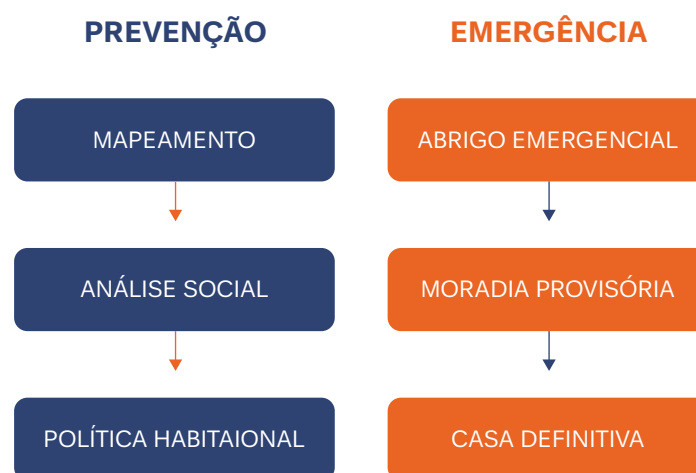 PREVENÇÃO
MAPEAMENTO
ANÁLISE SOCIAL
POLÍTICA HABITAIONAL
EMERGÊNCIA
ABRIGO EMERGENCIAL
MORADIA PROVISÓRIA
CASA DEFINITIVA